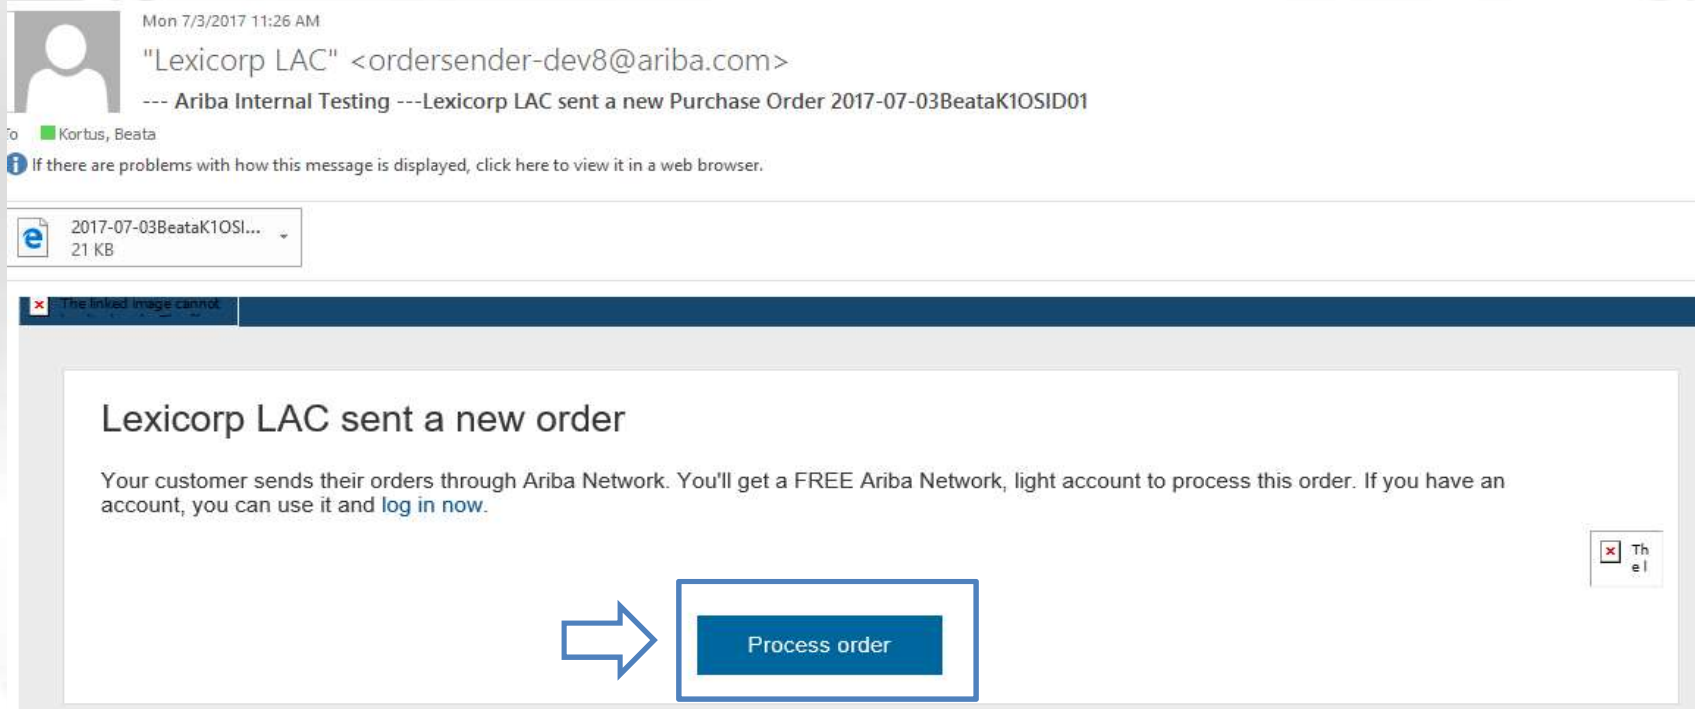 Mon 7/3/2017 11:26 AM
"Lexicorp LAC" <ordersender-dev8@ariba.com>
--- Ariba Internal Testing ---Lexicorp LAC sent a new Purchase Order 2017-07-03BeataK1OSID01
To Kortus, Beata
If there are problems with how this message is displayed, click here to view it in a web browser.
2017-07-03BeataK1OSI...
21 KB
The linked image cannot
Lexicorp LAC sent a new order
Your customer sends their orders through Ariba Network. You'll get a FREE Ariba Network, light account to process this order. If you have an
account, you can use it and log in now.
Th
e l
Process order